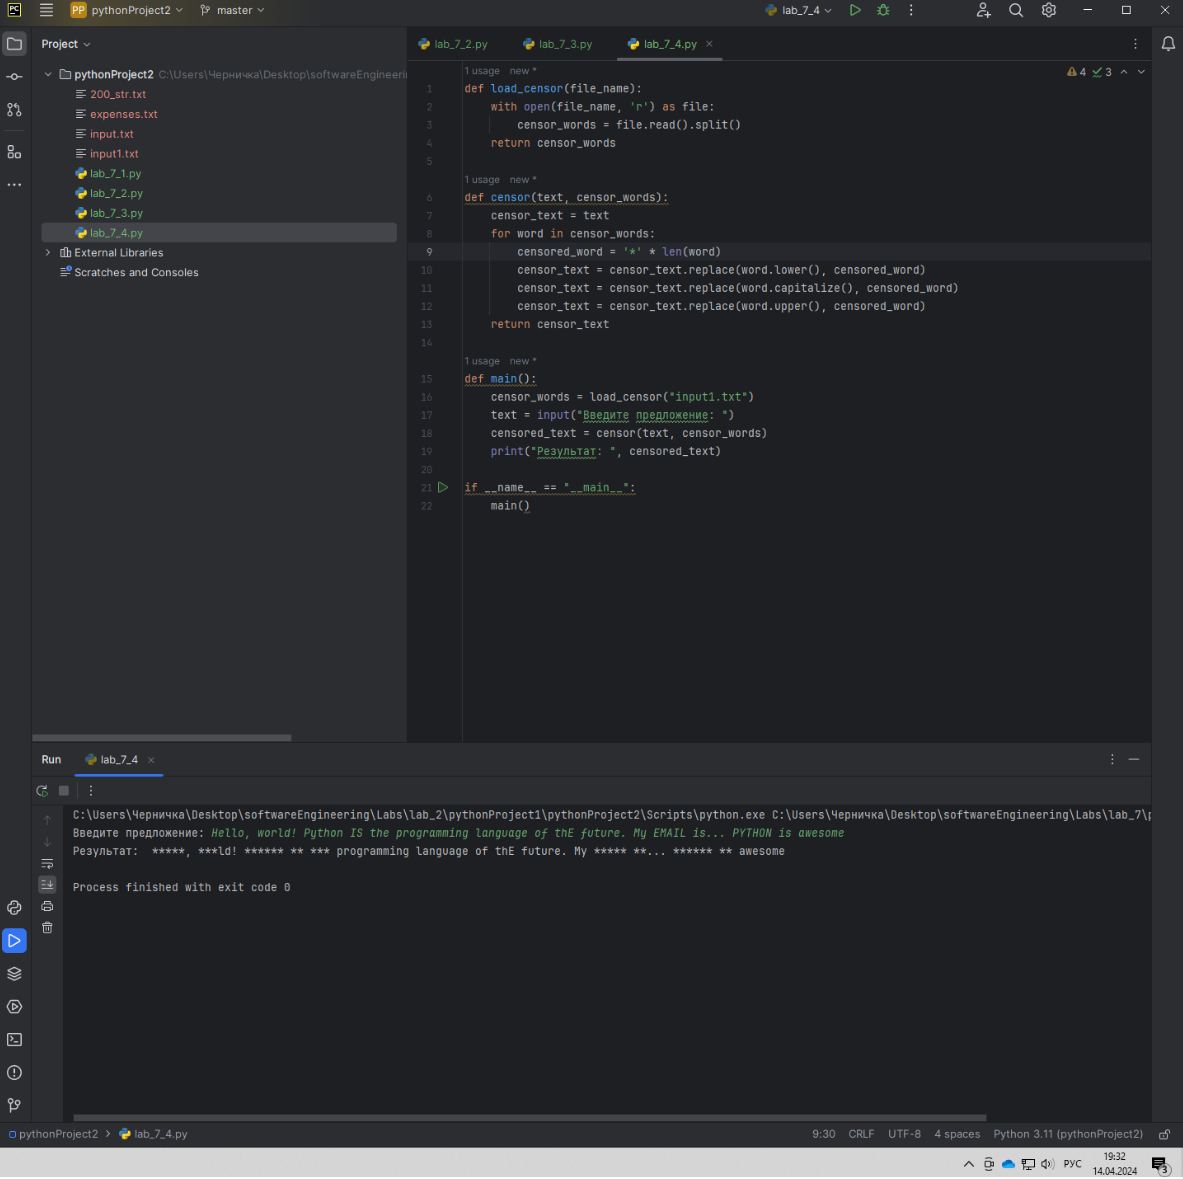 PC
PP pythonProject2
master
lab_7_4
Project
lab_7_2.py
lab_7_3.py
lab_7_4.py
pythonProject2 C:\Users\Черничка\Desktop\softwareEngineeri
200_str.txt
expenses.txt
input.txt
input1.txt
lab_7_1.py
lab_7_2.py
lab_7_3.py
lab_7_4.py
External Libraries
Scratches and Consoles
4 3
1 usage new *
1 def load_censor(file_name):
2 with open(file_name, 'r') as file:
3 censor_words = file.read().split()
4 return censor_words
5
1 usage new *
6 def censor(text, censor_words):
7 censor_text = text
8 for word in censor_words:
9 censored_word = '*' * len(word)
10 censor_text = censor_text.replace(word.lower(), censored_word)
11 censor_text = censor_text.replace(word.capitalize(), censored_word)
12 censor_text = censor_text.replace(word.upper(), censored_word)
13 return censor_text
14
1 usage new *
15 def main():
16 censor_words = load_censor("input1.txt")
17 text = input("Введите предложение: ")
18 censored_text = censor(text, censor_words)
19 print("Результат: ", censored_text)
20
21 if __name__ == "__main__":
22 main()
Run
lab_7_4
C:\Users\Черничка\Desktop\softwareEngineering\Labs\lab_2\pythonProject1\pythonProject2\Scripts\python.exe C:\Users\Черничка\Desktop\softwareEngineering\Labs\lab_7\p
Введите предложение: Hello, world! Python IS the programming language of thE future. My EMAIL is... PYTHON is awesome
Результат:  *****, ***ld! ****** ** *** programming language of thE future. My ***** **... ****** ** awesome
Process finished with exit code 0
pythonProject2 > lab_7_4.py
9:30 CRLF UTF-8 4 spaces Python 3.11 (pythonProject2)
РУС
19:32
14.04.2024
3